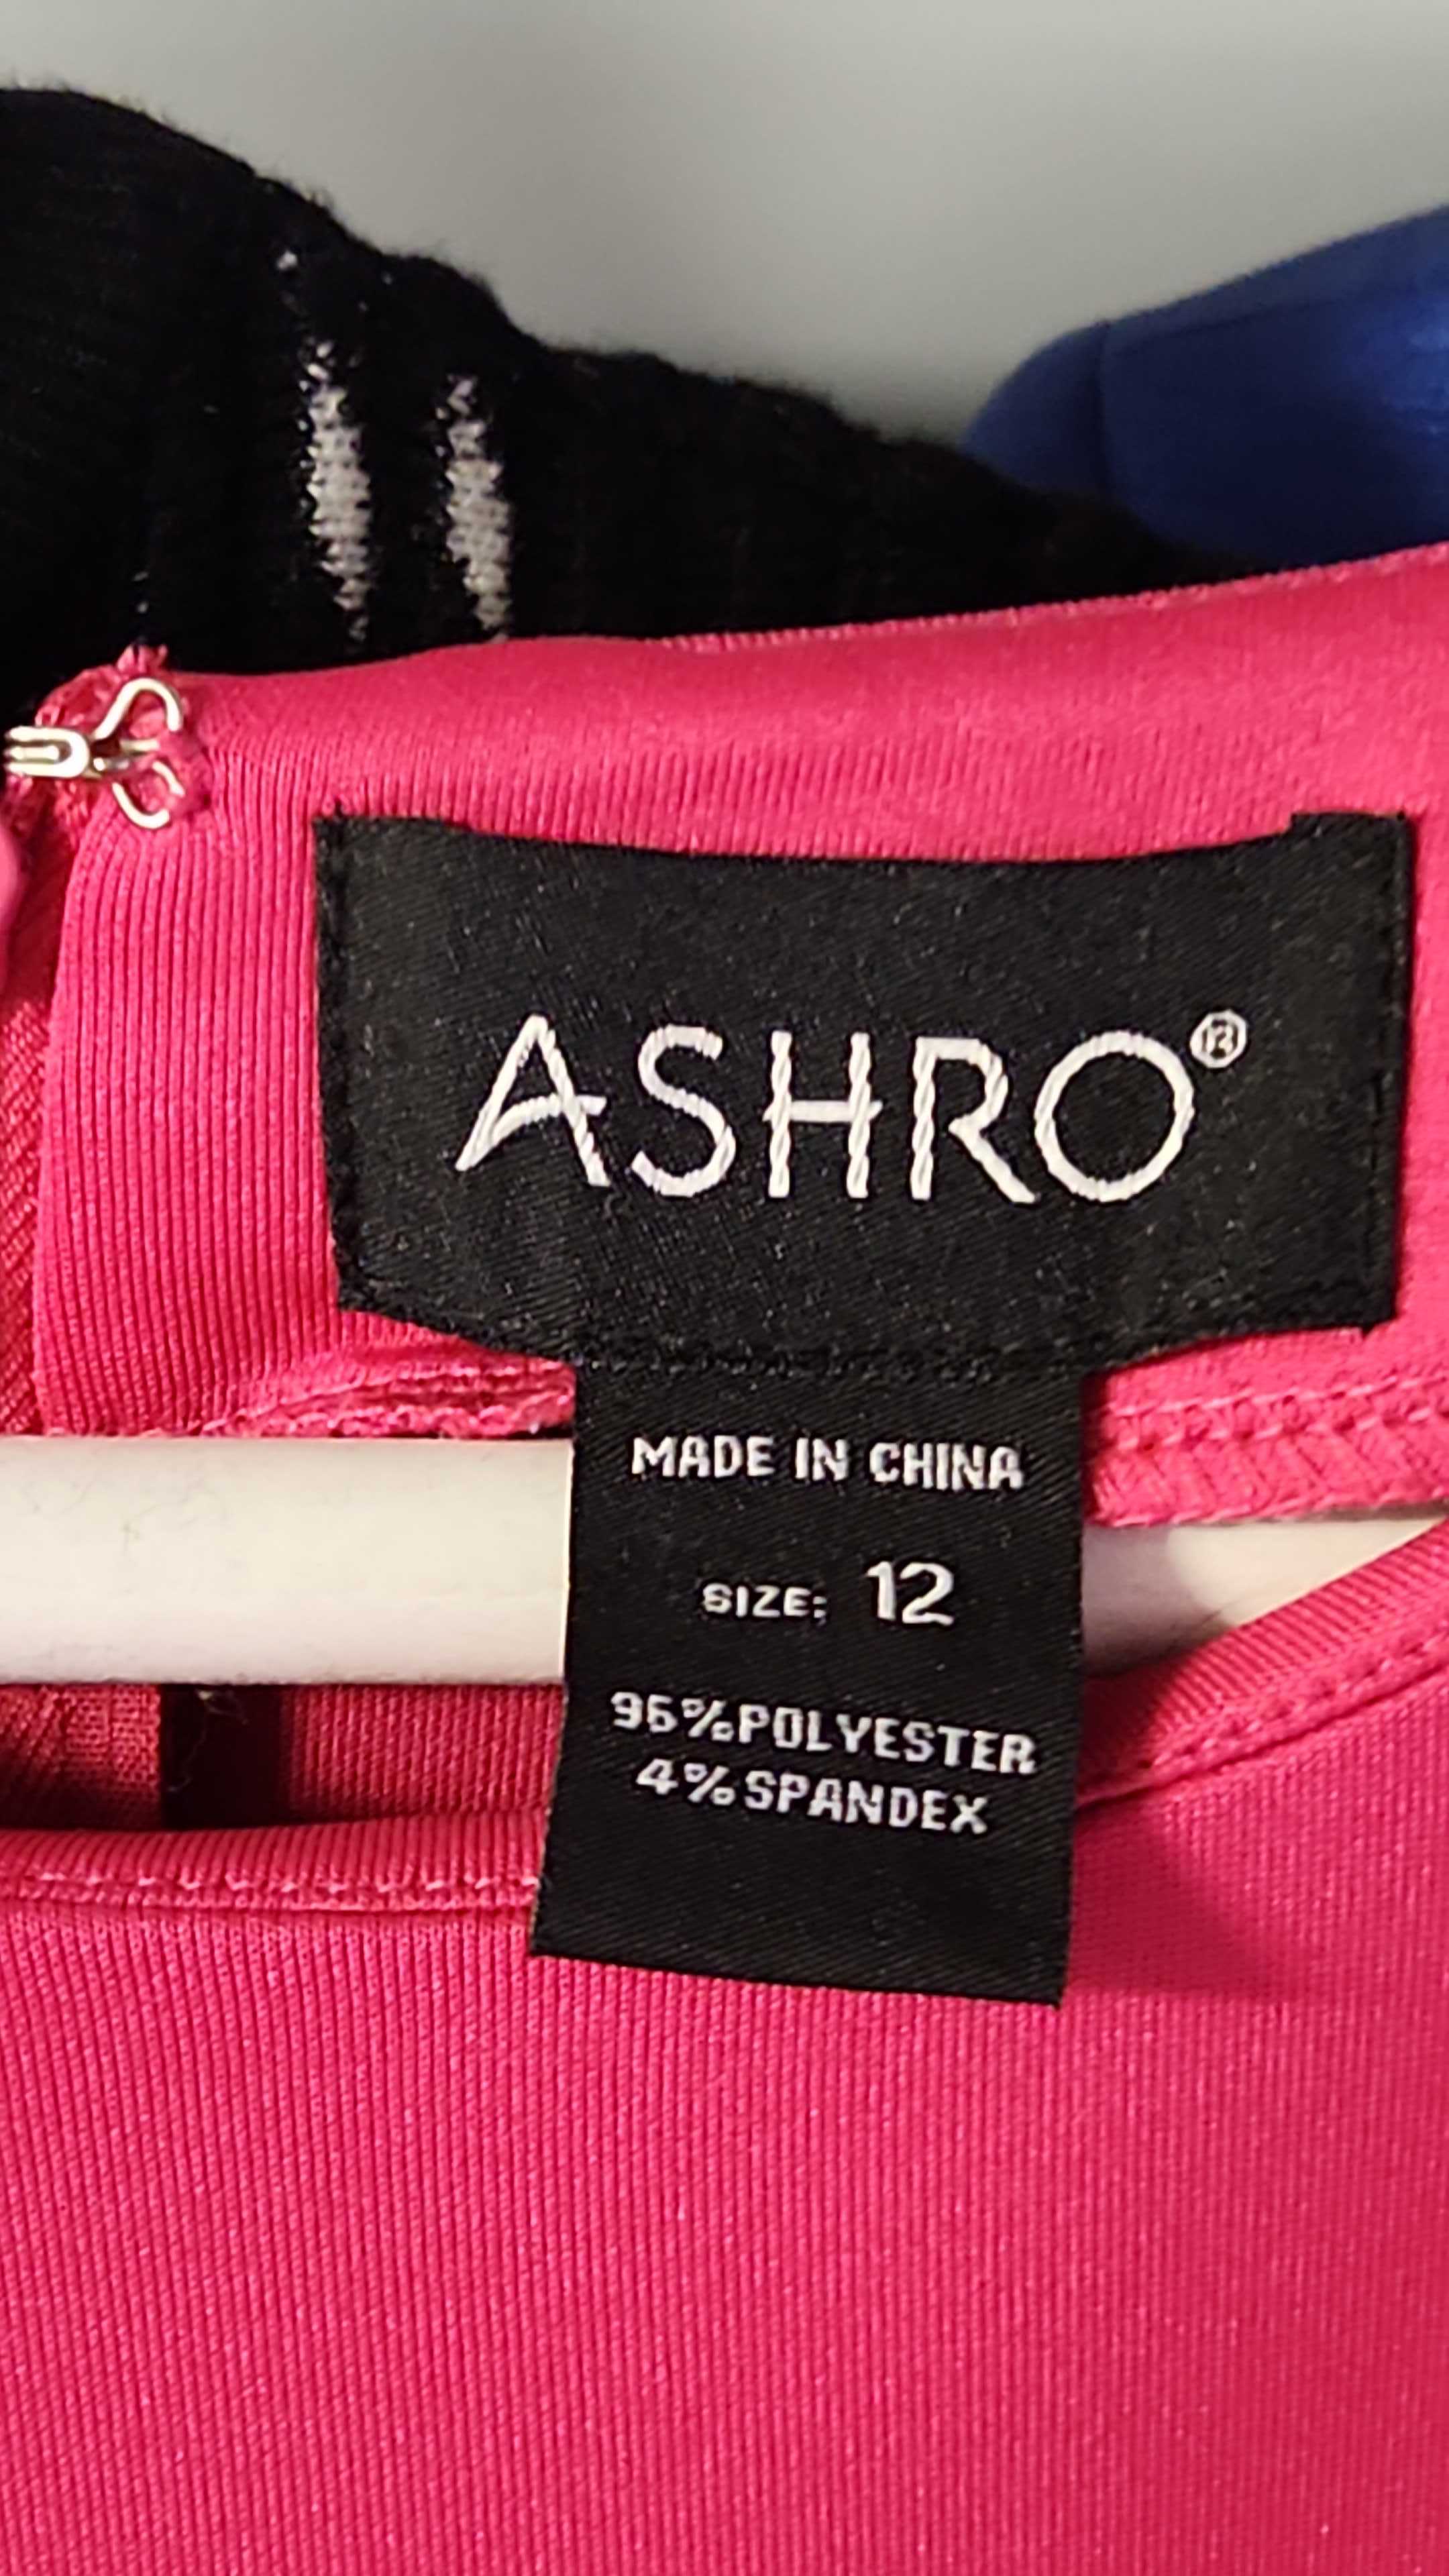 ASHRO®
MADE IN CHINA
SIZE: 12
96%POLYESTER
4%SPANDEX